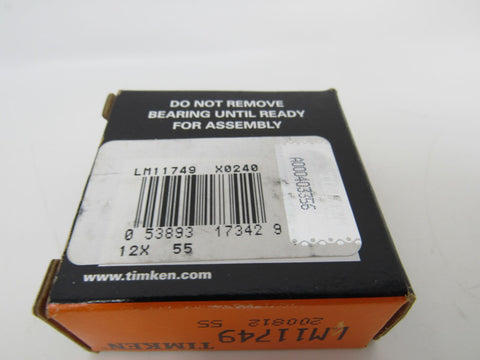 DO NOT REMOVE
BEARING UNTIL READY
FOR ASSEMBLY
LM11749 X0240
A000403356
0 53893 17342 9
12X 55
www.timken.com
LM11749
200812 55
TIMKEN